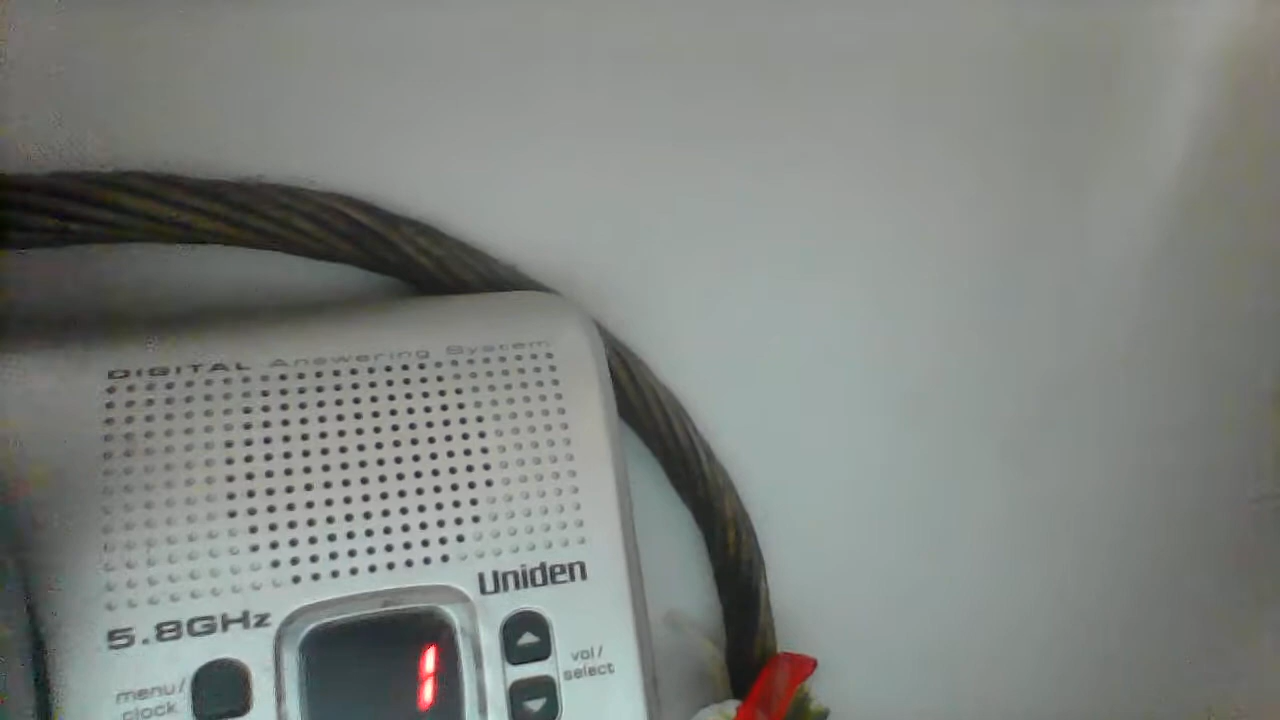 DIGITAL Answering System
Uniden
5.8GHz
vol/
select
menu/
clock
1